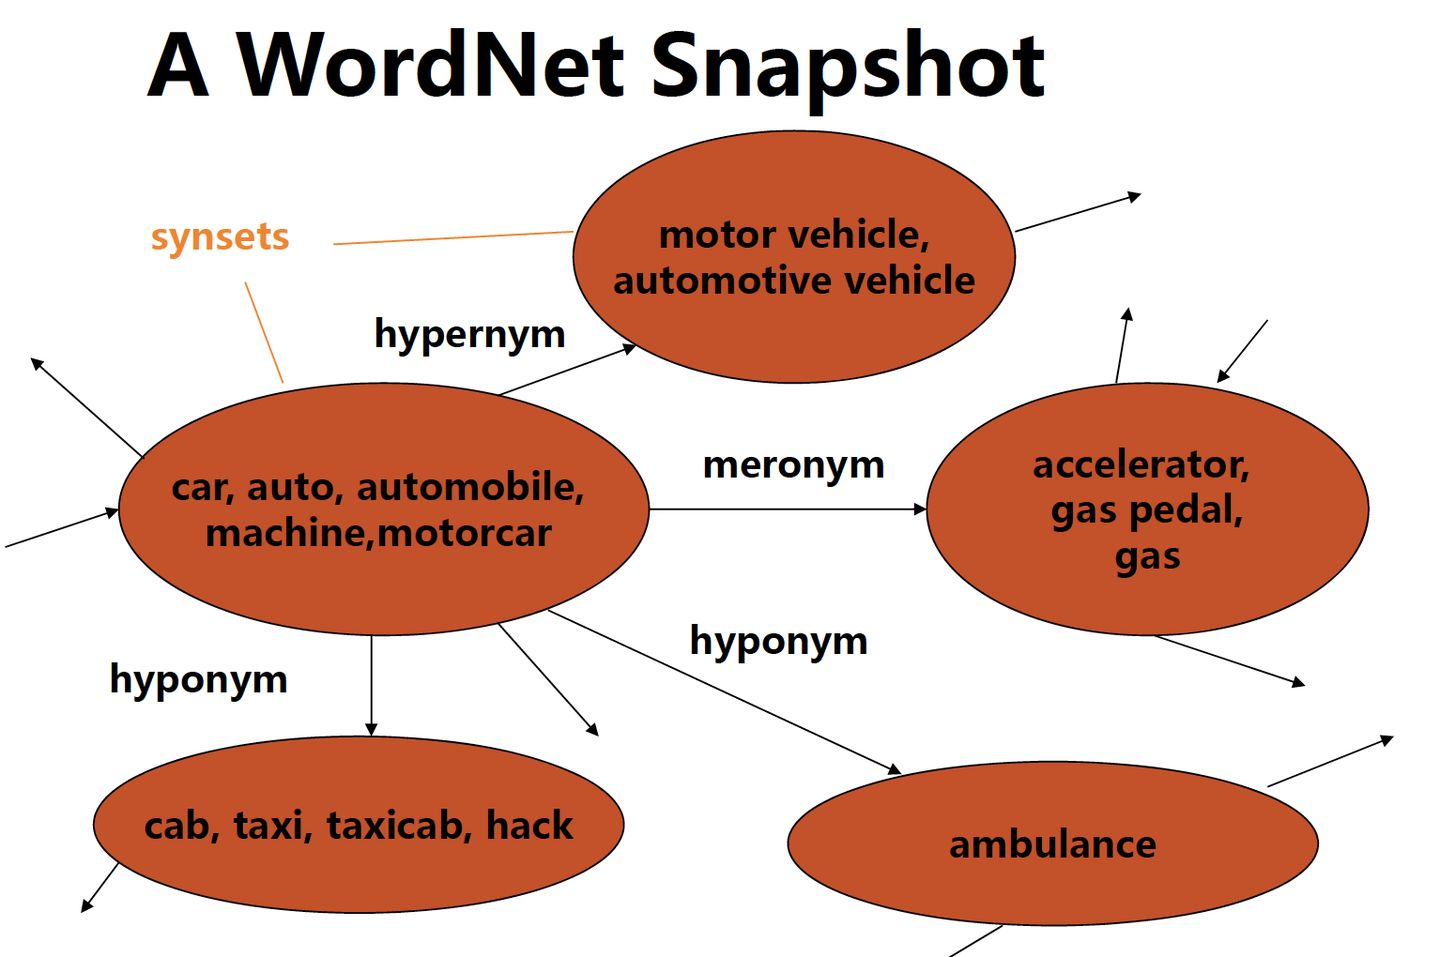 A WordNet Snapshot
synsets
motor vehicle,
automotive vehicle
hypernym
car, auto, automobile,
machine,motorcar
meronym
accelerator,
gas pedal,
gas
hyponym
hyponym
cab, taxi, taxicab, hack
ambulance